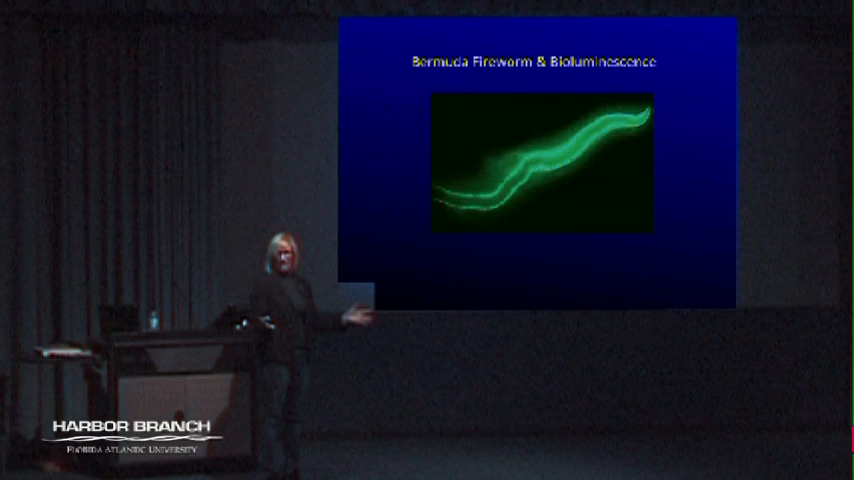 Bermuda Fireworm & Bioluminescence
HARBOR BRANCH
FLORIDA ATLANTIC UNIVERSITY